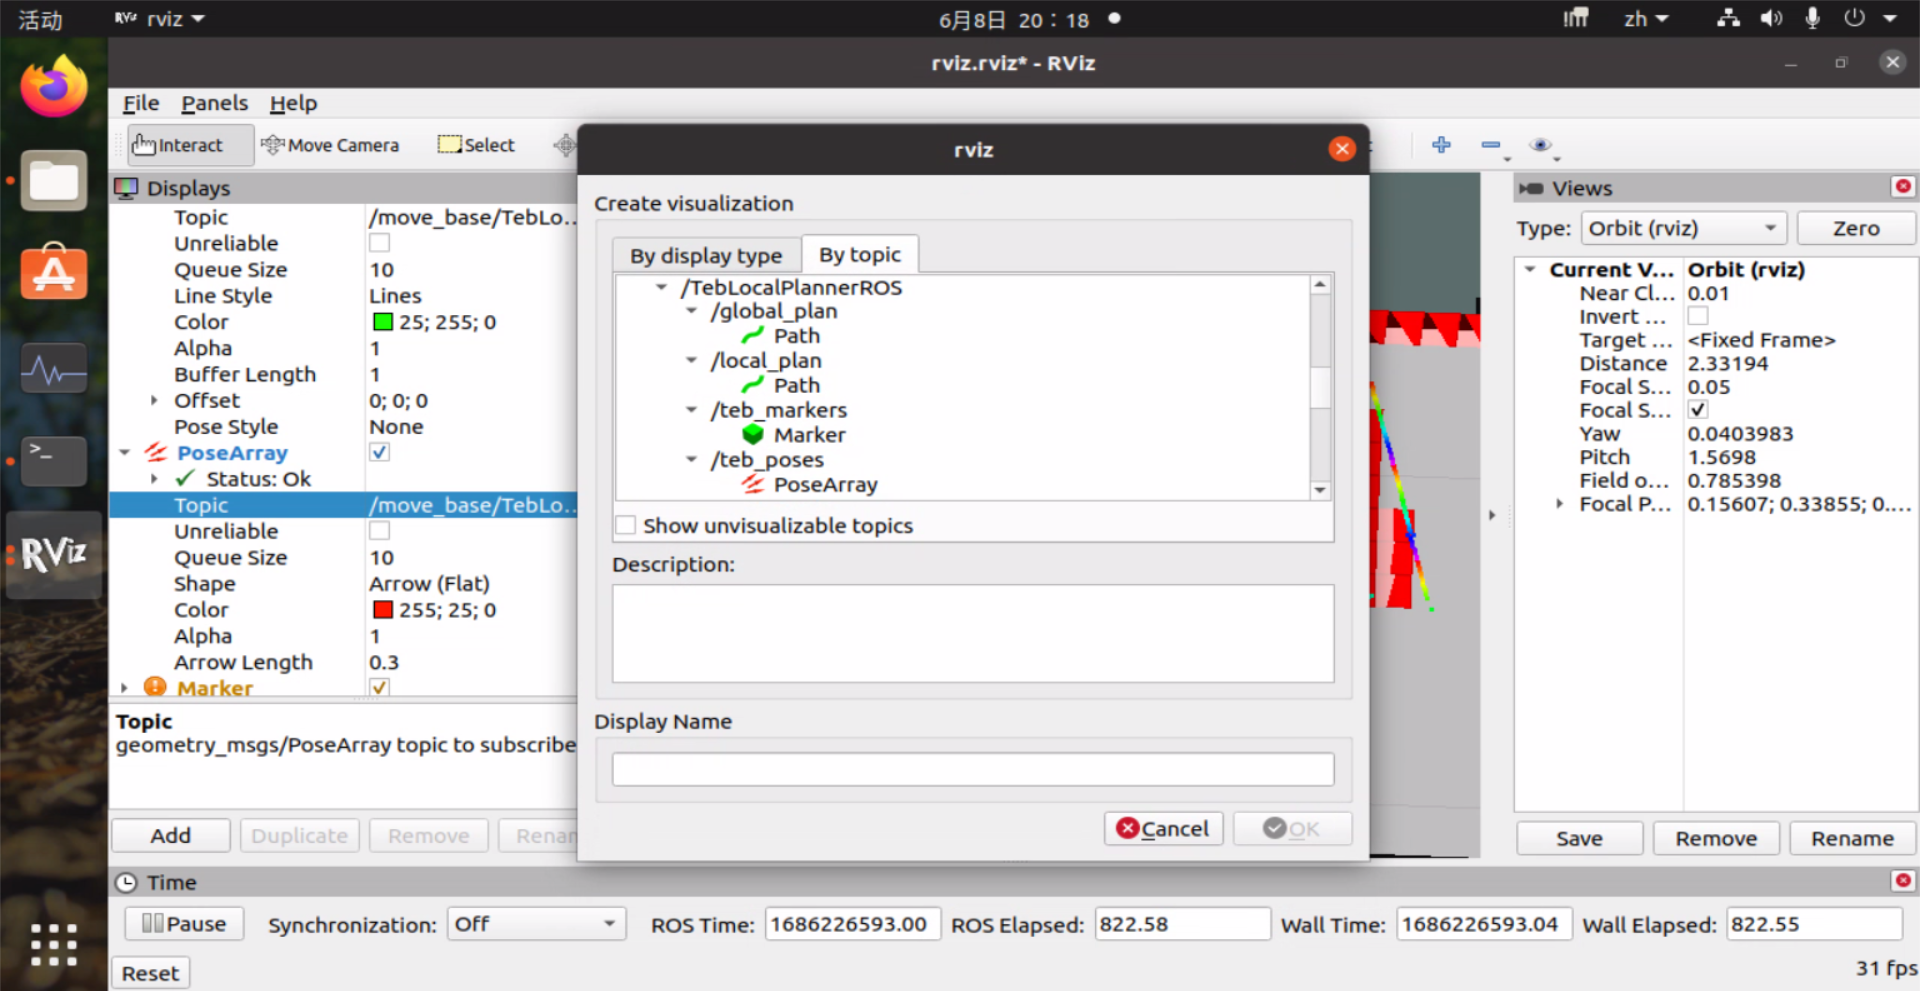 活动
RViz rviz
6月8日 20：18
zh
rviz.rviz* - RViz
File Panels Help
Interact
Move Camera
Select
Displays
Topic /move_base/TebLo...
Unreliable
Queue Size 10
Line Style Lines
Color 25; 255; 0
Alpha 1
Buffer Length 1
Offset 0; 0; 0
Pose Style None
PoseArray
Status: Ok
Topic /move_base/TebLo...
Unreliable
Queue Size 10
Shape Arrow (Flat)
Color 255; 25; 0
Alpha 1
Arrow Length 0.3
Marker
Topic
geometry_msgs/PoseArray topic to subscribe
Add Duplicate Remove Renam
RViz
rviz
Create visualization
By display type By topic
/TebLocalPlannerROS
/global_plan
Path
/local_plan
Path
/teb_markers
Marker
/teb_poses
PoseArray
Show unvisualizable topics
Description:
Display Name
Cancel OK
Views
Type: Orbit (rviz) Zero
Current V... Orbit (rviz)
Near Cl... 0.01
Invert ...
Target ... <Fixed Frame>
Distance 2.33194
Focal S... 0.05
Focal S...
Yaw 0.0403983
Pitch 1.5698
Field o... 0.785398
Focal P... 0.15607; 0.33855; 0....
Save Remove Rename
Time
Pause Synchronization: Off ROS Time: 1686226593.00 ROS Elapsed: 822.58 Wall Time: 1686226593.04 Wall Elapsed: 822.55
Reset
31 fps